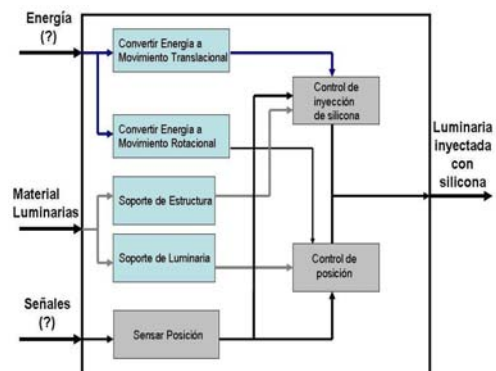 Energía
(?)
Convertir Energía a
Movimiento Translacional
Control de
inyección
de silicona
Convertir Energía a
Movimiento Rotacional
Luminaria
inyectada
con
silicona
Material
Luminarias
Soporte de Estructura
Soporte de Luminaria
Control de
posición
Señales
(?)
Sensar Posición